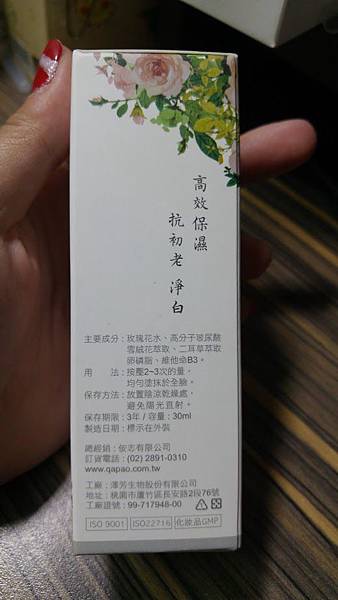 高效保濕
抗初老 淨白
主要成分：玫瑰花水、高分子玻尿酸
雪絨花萃取、二耳草萃取
卵磷脂、維他命B3。
用　　法：按壓2~3次的量，
均勻塗抹於全臉。
保存方法：放置陰涼乾燥處，
避免陽光直射。
保存期限：3年 / 容量：30ml
製造日期：標示在外裝
總經銷：俊志有限公司
訂貨電話：(02) 2891-0310
www.qapao.com.tw
工廠：澤芳生物股份有限公司
地址：桃園市蘆竹區長安路2段76號
工廠證號：99-717948-00
ISO 9001 ISO22716 化妝品GMP